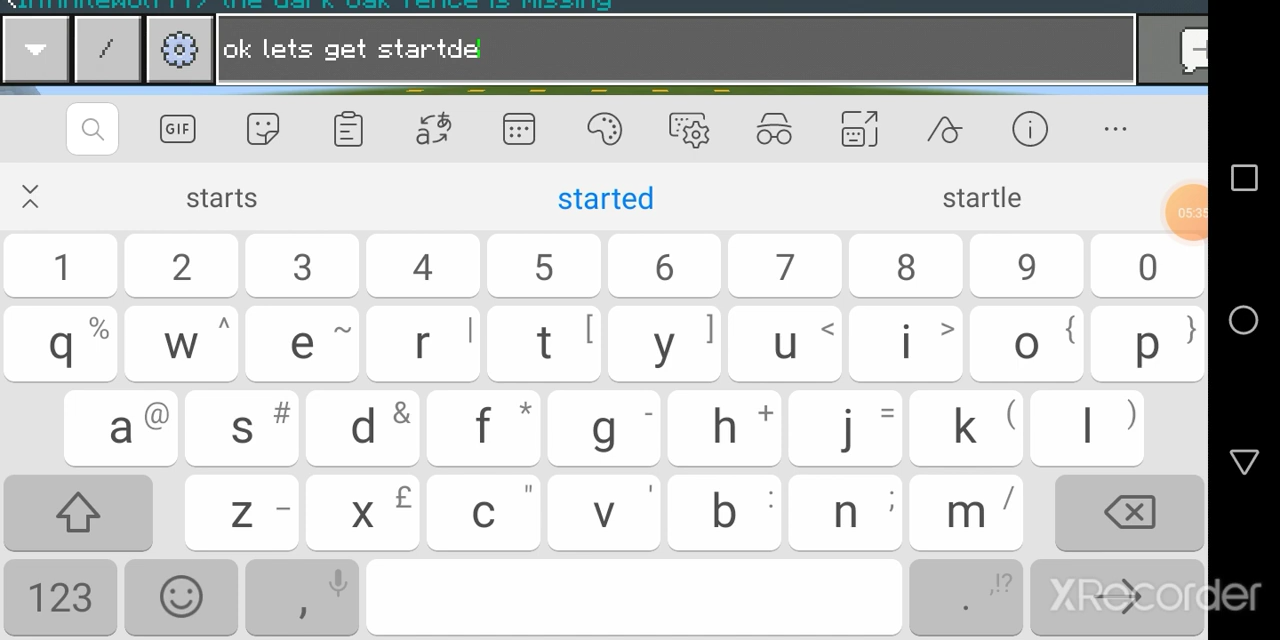 the dark oak fence is missing
/
ok lets get startde
GIF
starts started startle
05:35
1 2 3 4 5 6 7 8 9 0
q % w ^ e ~ r | t [ y ] u < i > o { p }
a @ s # d & f * g - h + j = k ( l )
z – x £ c " v ' b : n ; m /
123 , . ,!?
XRecorder